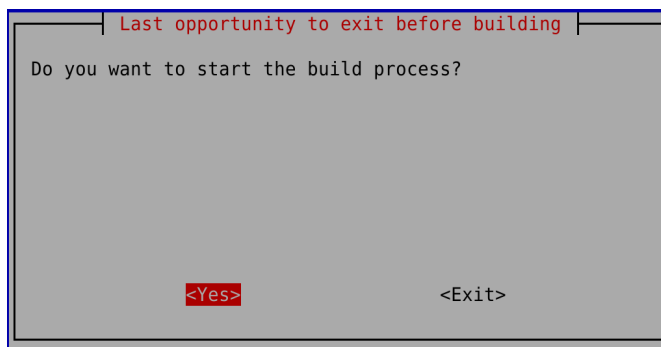 Last opportunity to exit before building
Do you want to start the build process?
<Yes> <Exit>